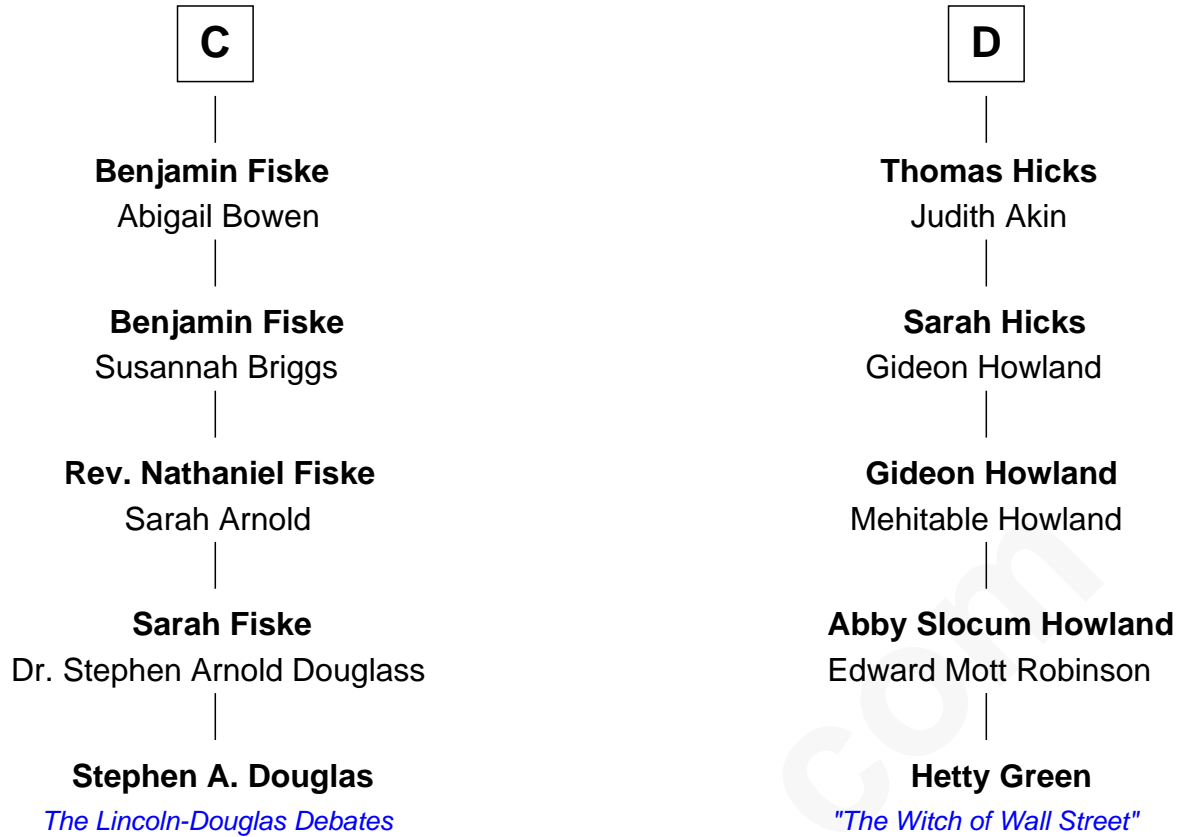 C
Benjamin Fiske
Abigail Bowen
Benjamin Fiske
Susannah Briggs
Rev. Nathaniel Fiske
Sarah Arnold
Sarah Fiske
Dr. Stephen Arnold Douglass
Stephen A. Douglas
The Lincoln-Douglas Debates
D
Thomas Hicks
Judith Akin
Sarah Hicks
Gideon Howland
Gideon Howland
Mehitable Howland
Abby Slocum Howland
Edward Mott Robinson
Hetty Green
"The Witch of Wall Street"
com